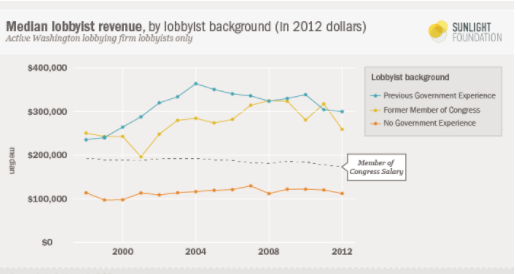 Median lobbyist revenue, by lobbyist background (in 2012 dollars)
Active Washington lobbying firm lobbyists only
SUNLIGHT
FOUNDATION
$400,000
$300,000
$200,000
$100,000
$0
median
2000
2004
2008
2012
Lobbyist background
Previous Government Experience
Former Member of Congress
No Government Experience
Member of
Congress Salary